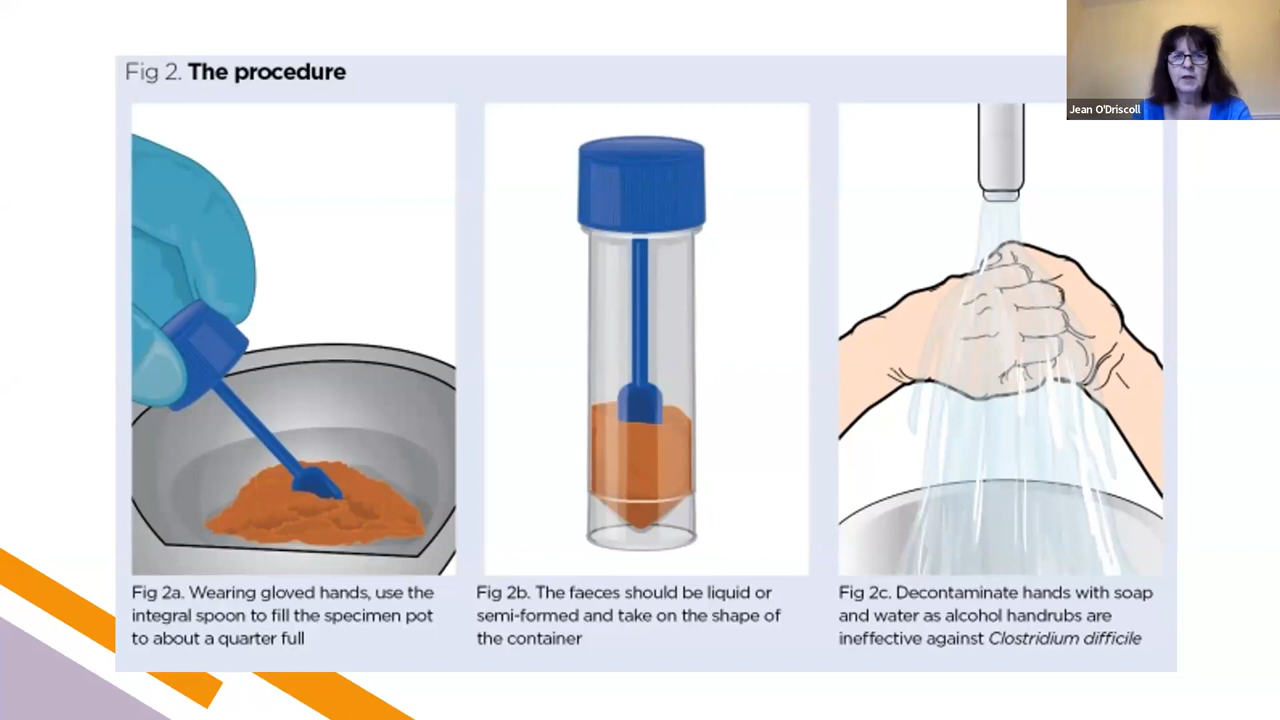 Fig 2. The procedure
Jean O'Driscoll
Fig 2a. Wearing gloved hands, use the
integral spoon to fill the specimen pot
to about a quarter full
Fig 2b. The faeces should be liquid or
semi-formed and take on the shape of
the container
Fig 2c. Decontaminate hands with soap
and water as alcohol handrubs are
ineffective against Clostridium difficile